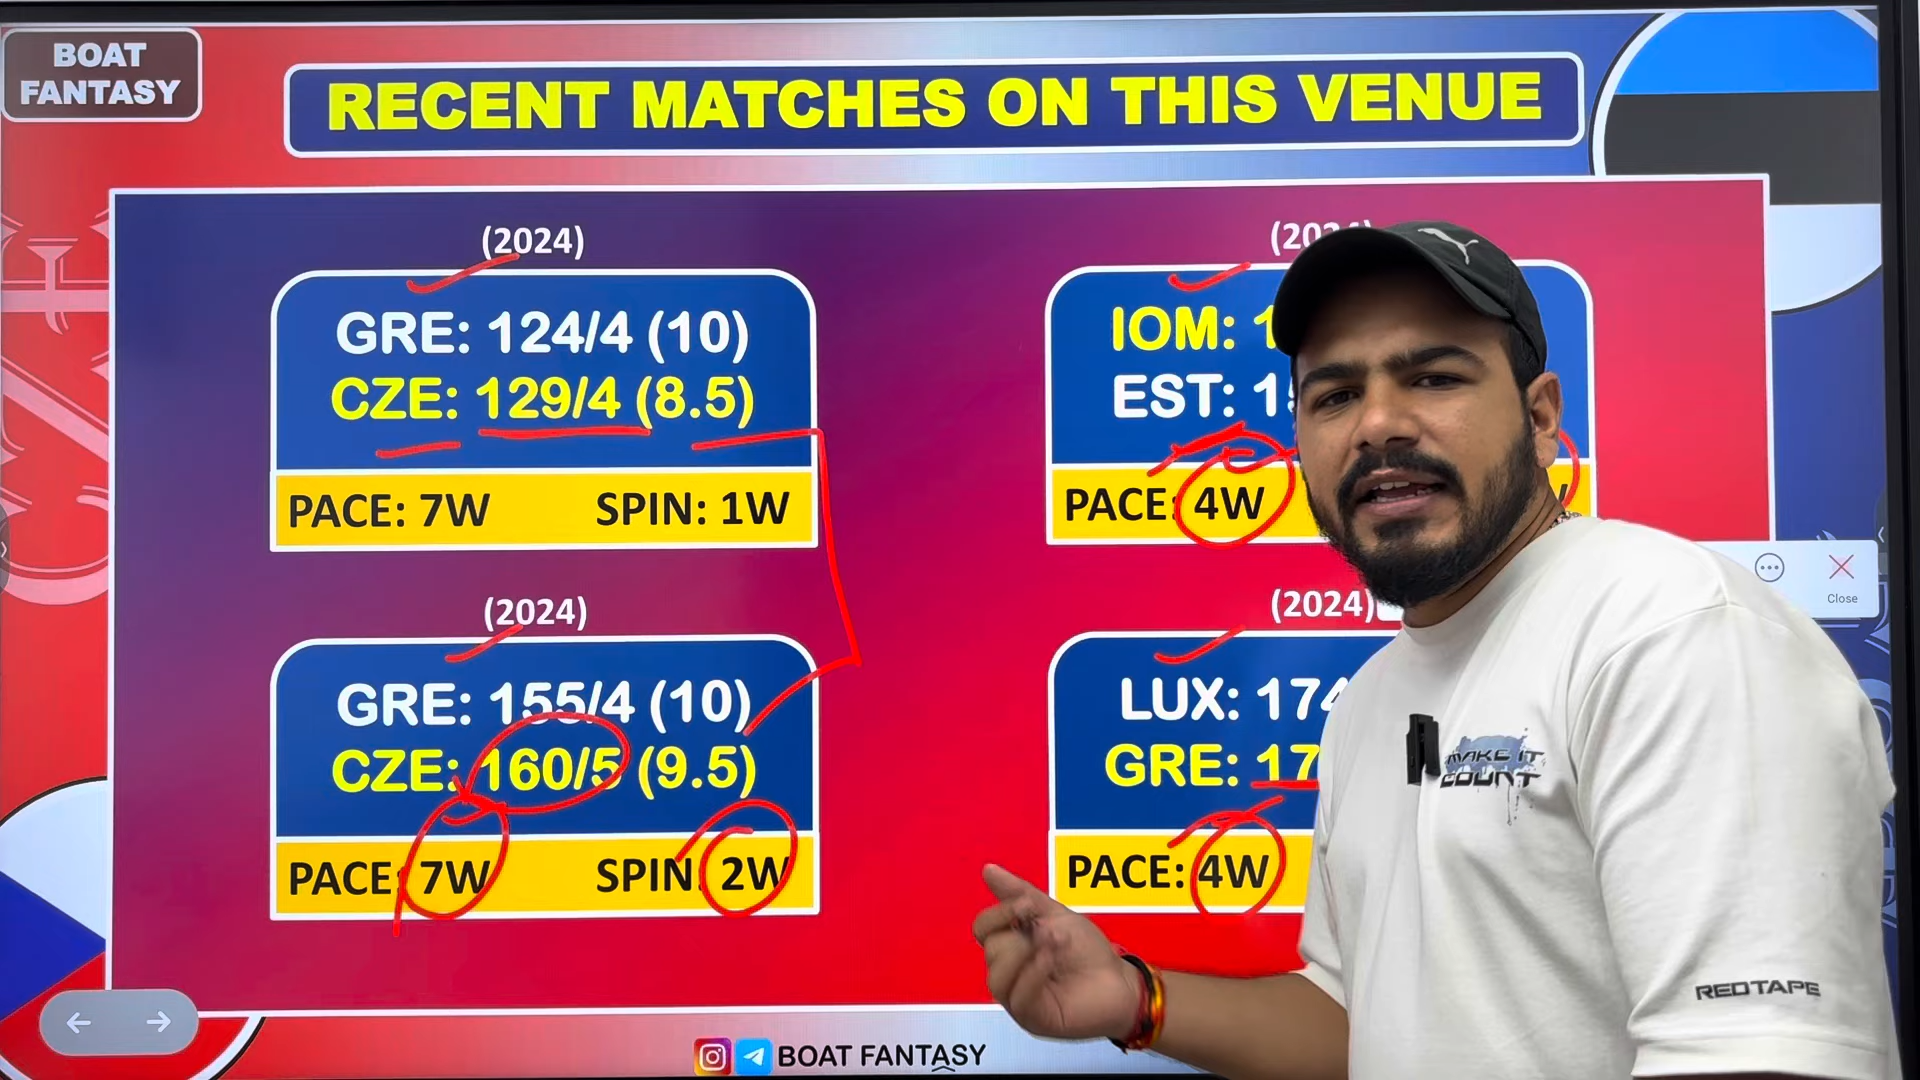 BOAT
FANTASY
RECENT MATCHES ON THIS VENUE
(2024)
GRE: 124/4 (10)
CZE: 129/4 (8.5)
PACE: 7W SPIN: 1W
IOM:
EST:
PACE: 4W
(2024)
GRE: 155/4 (10)
CZE: 160/5 (9.5)
PACE: 7W SPIN: 2W
(2024)
LUX: 174
GRE: 17
PACE: 4W
Close
MAKE IT
COUNT
REDTAPE
BOAT FANTASY